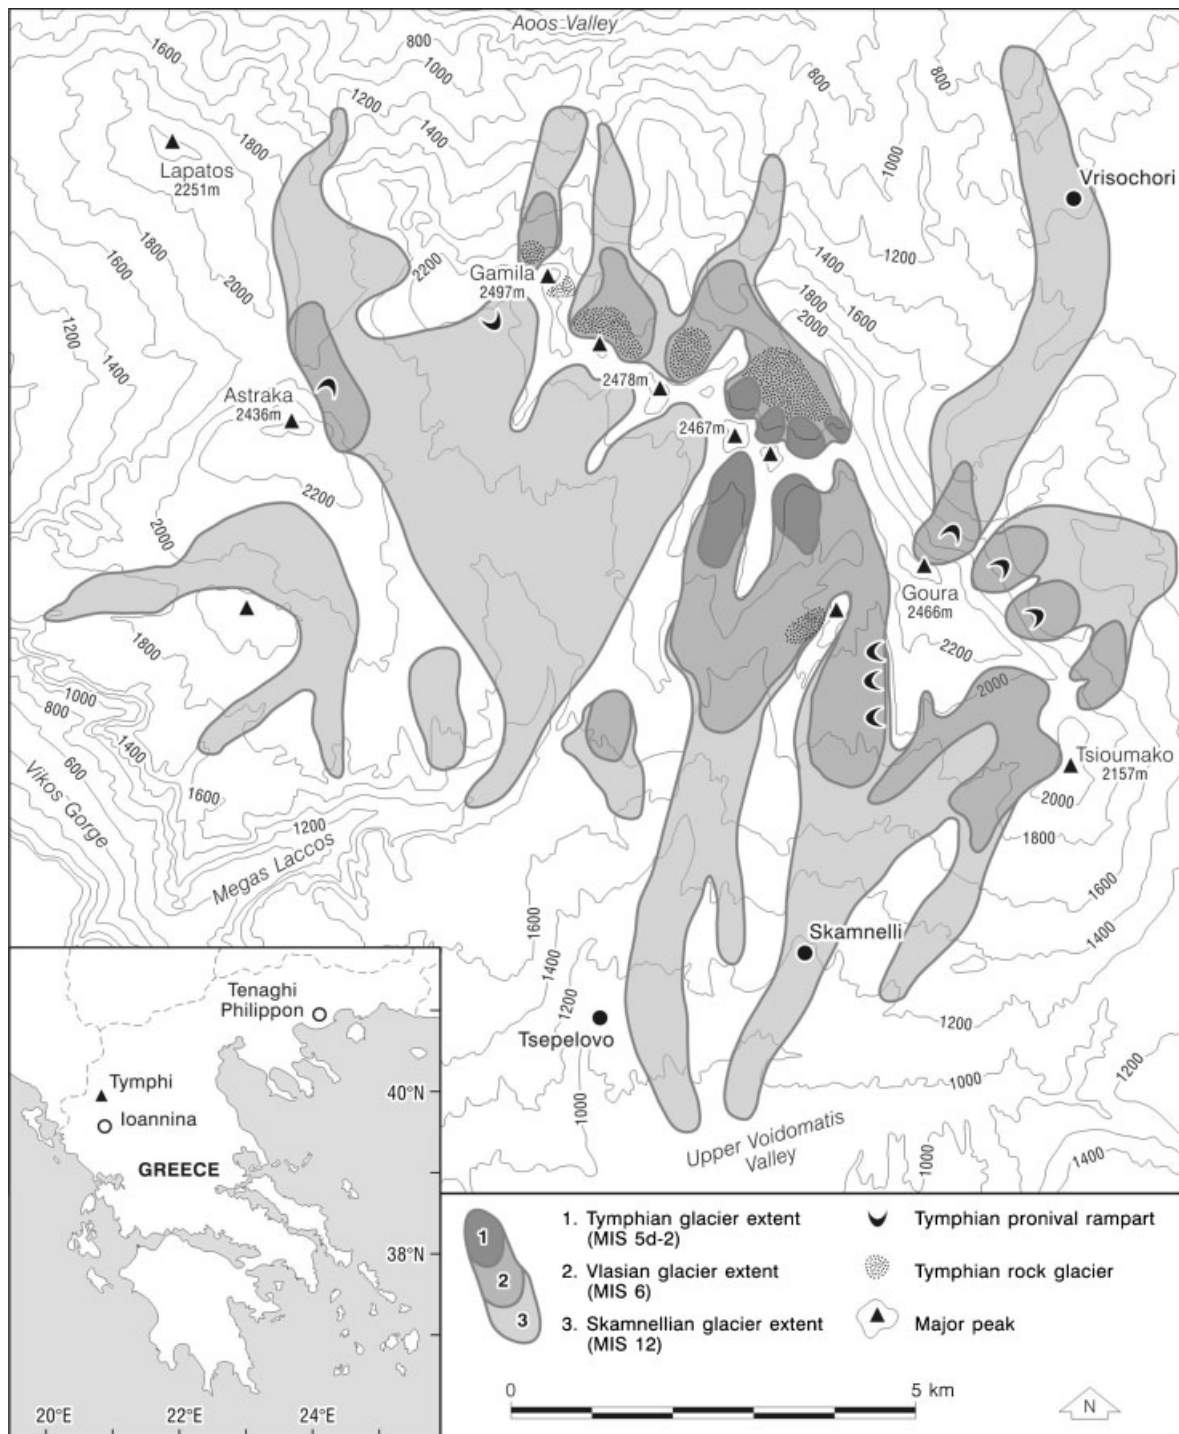 Aoos Valley
1600
800
1000
1200
1400
1600
1800
800
800
1000
Lapatos
2251m
1800
1600
2000
1200
1400
2200
Gamila
2497m
1400
1200
1800
1600
2000
Vrisochori
Astraka
2436m
2478m
2467m
2200
2000
1800
1000
800
600
1400
1600
1200
Vikos Gorge
Megas Laccos
Goura
2466m
2200
2000
Tsioumako
2157m
2000
1800
1600
1400
1200
1200
1000
1000
1400
1600
1400
1200
1000
Skamnelli
Tsepelovo
Upper Voidomatis
Valley
Tenaghi
Philippon
Tymphi
Ioannina
GREECE
40°N
38°N
20°E
22°E
24°E
1
2
3
1. Tymphian glacier extent
(MIS 5d-2)
2. Vlasian glacier extent
(MIS 6)
3. Skamnellian glacier extent
(MIS 12)
Tymphian pronival rampart
Tymphian rock glacier
Major peak
0
5 km
N